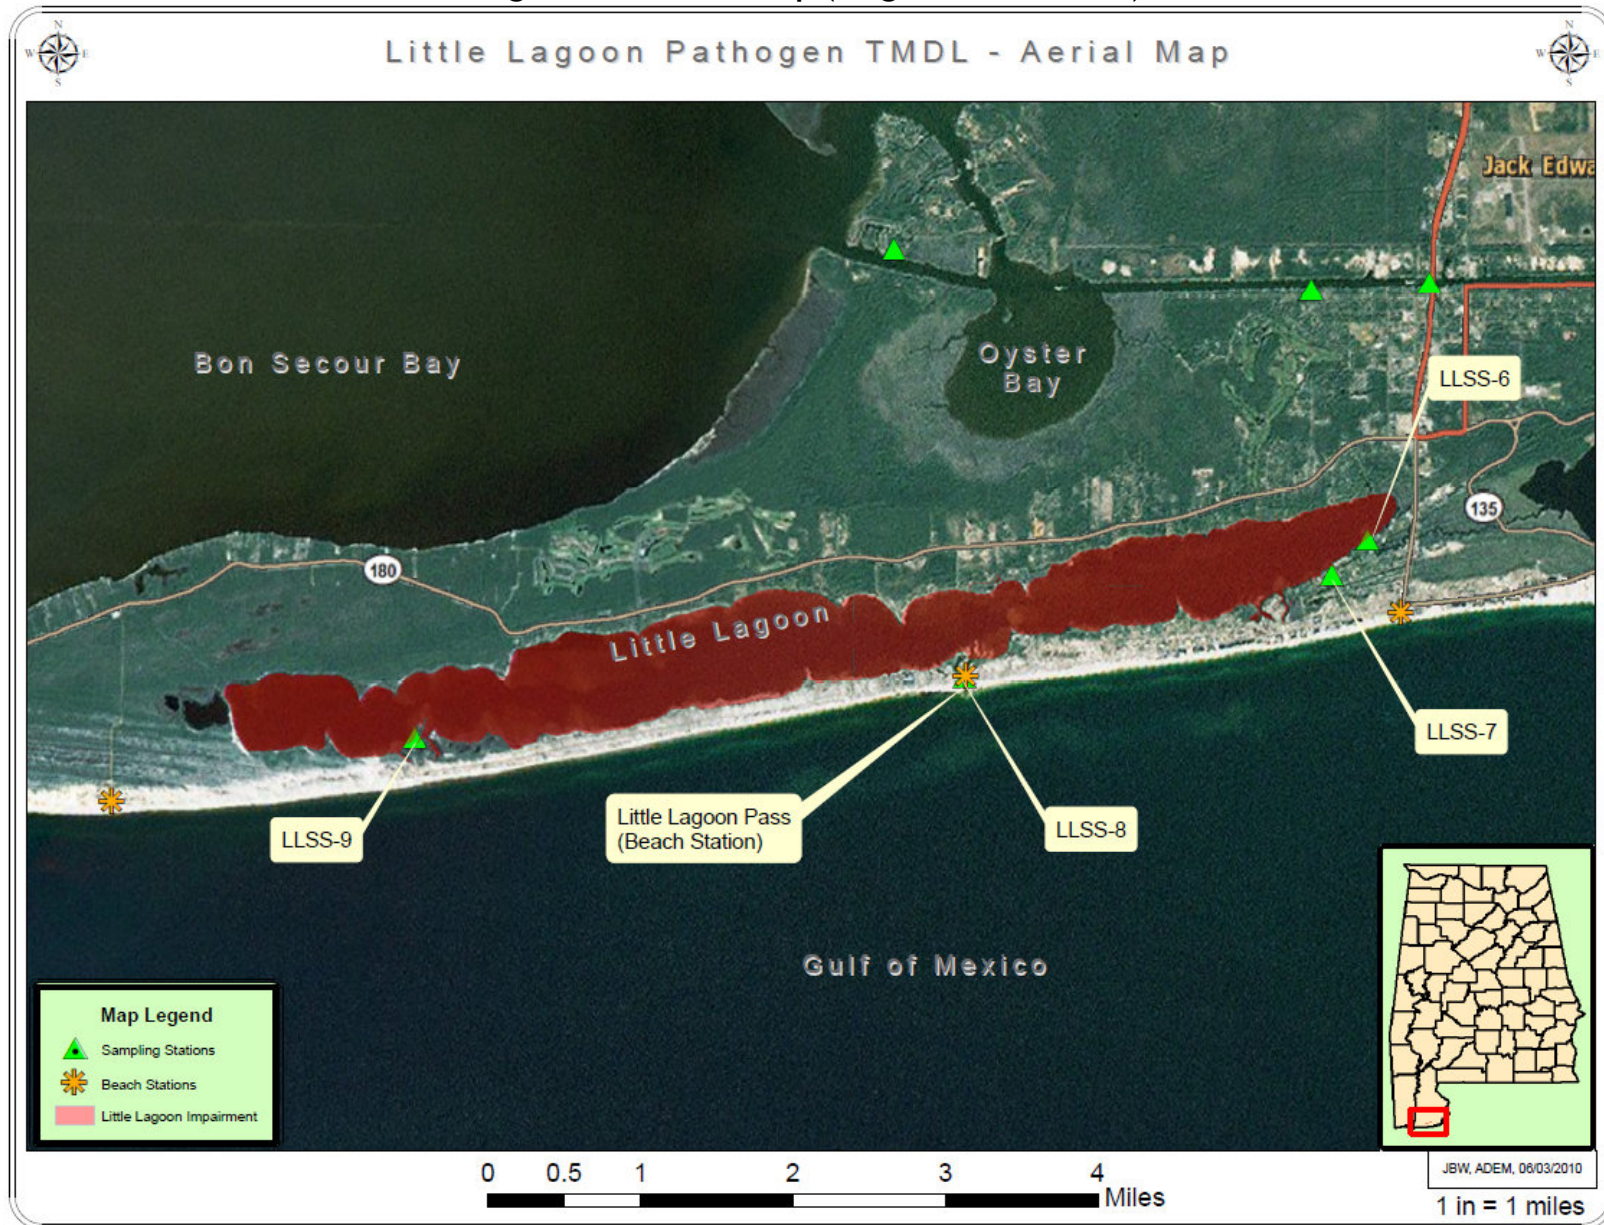 N
W E
S
Little Lagoon Pathogen TMDL - Aerial Map
N
W E
S
Jack Edwa
Bon Secour Bay
Oyster
Bay
LLSS-6
135
180
Little Lagoon
LLSS-7
Little Lagoon Pass
(Beach Station)
LLSS-8
LLSS-9
Gulf of Mexico
Map Legend
Sampling Stations
Beach Stations
Little Lagoon Impairment
JBW, ADEM, 06/03/2010
0 0.5 1 2 3 4
Miles
1 in = 1 miles